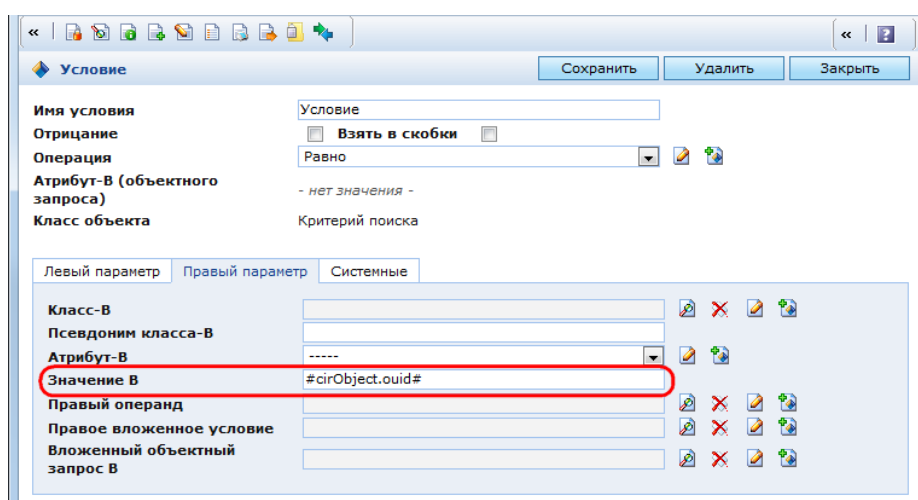 «
«
?
Условие
Сохранить
Удалить
Закрыть
Имя условия
Условие
Отрицание
Взять в скобки
Операция
Равно
Атрибут-В (объектного
запроса)
- нет значения -
Класс объекта
Критерий поиска
Левый параметр
Правый параметр
Системные
Класс-В
Псевдоним класса-В
Атрибут-В
-----
Значение В
#cirObject.ouid#
Правый операнд
Правое вложенное условие
Вложенный объектный
запрос В